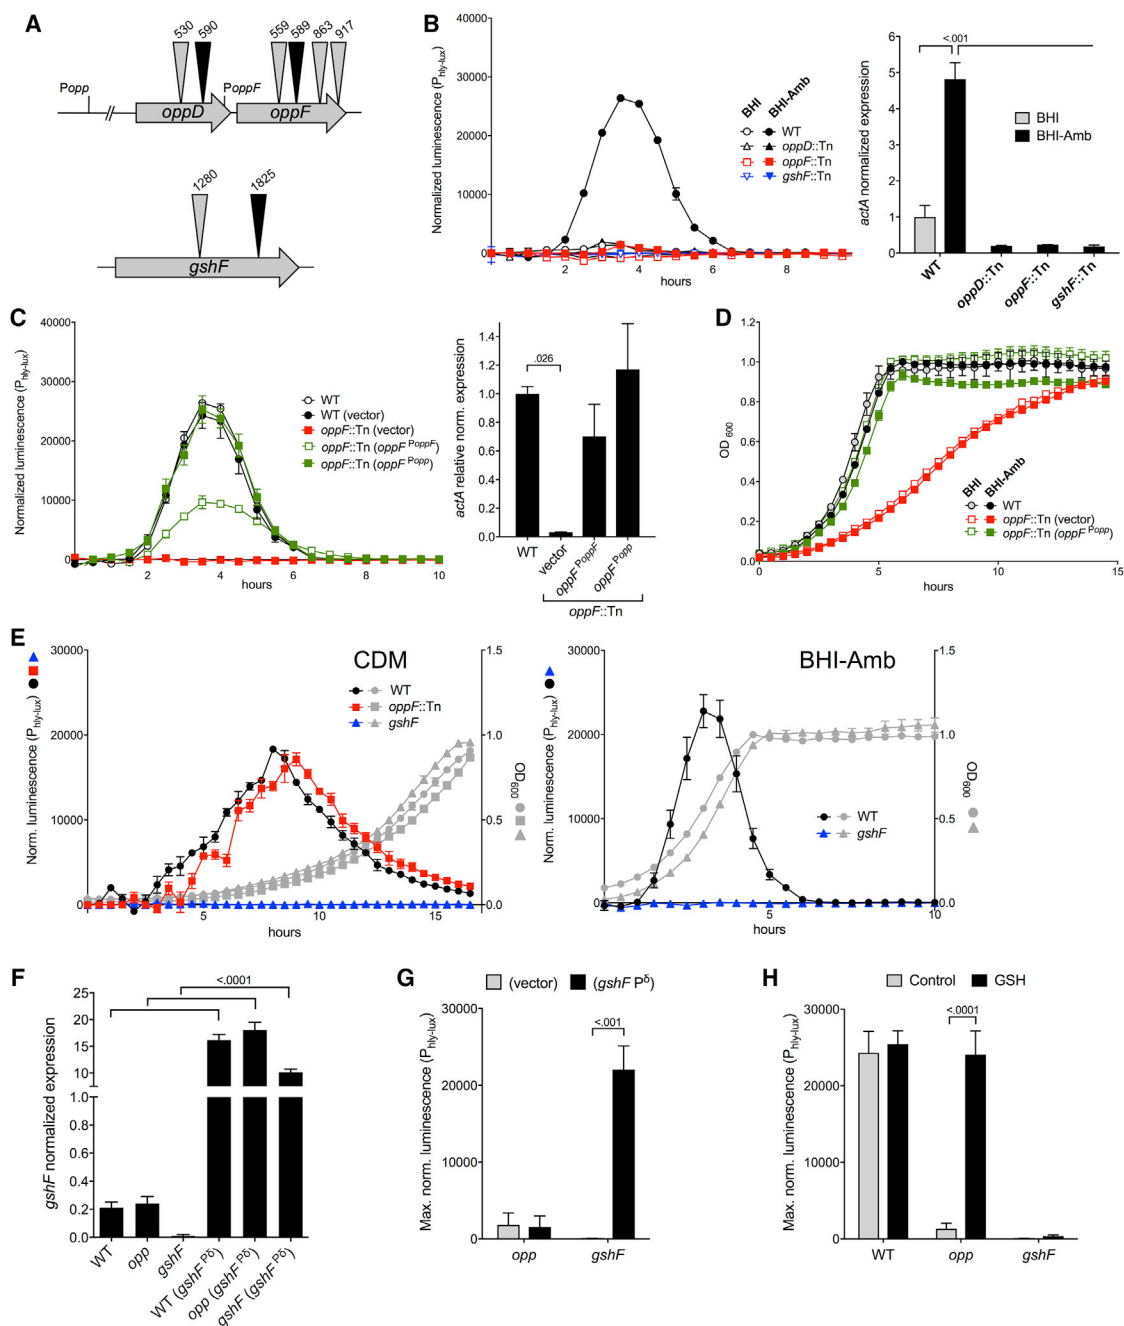 A
530
590
559
589
863
917
Popp
PoppF
oppD
oppF
1280
1825
gshF
B
Normalized luminescence (Phly-lux)
40000
30000
20000
10000
0
2
4
6
8
hours
BHI
BHI-Amb
WT
oppD::Tn
oppF::Tn
gshF::Tn
actA normalized expression
6
5
4
3
2
1
0
<.001
BHI
BHI-Amb
WT
oppD::Tn
oppF::Tn
gshF::Tn
C
Normalized luminescence (Phly-lux)
40000
30000
20000
10000
0
2
4
6
8
10
hours
WT
WT (vector)
oppF::Tn (vector)
oppF::Tn (oppF PoppF)
oppF::Tn (oppF Popp)
actA relative norm. expression
1.4
1.2
1.0
0.8
0.6
0.4
0.2
0.0
.026
WT
vector
oppF PoppF
oppF Popp
oppF::Tn
D
OD 600
1.2
1.0
0.8
0.6
0.4
0.2
0.0
0
5
10
15
hours
BHI
BHI-Amb
WT
oppF::Tn (vector)
oppF::Tn (oppF Popp)
E
Norm. luminescence (Phly-lux)
30000
20000
10000
0
5
10
15
hours
CDM
WT
oppF::Tn
gshF
1.5
1.0
0.5
0.0
OD600
Norm. luminescence (Phly-lux)
30000
20000
10000
0
5
10
hours
BHI-Amb
WT
gshF
1.5
1.0
0.5
0.0
OD600
F
gshF normalized expression
25
20
15
10
1.0
0.8
0.6
0.4
0.2
0.0
<.0001
WT
opp
gshF
WT (gshF Pδ)
opp (gshF Pδ)
gshF (gshF Pδ)
G
(vector)
(gshF Pδ)
Max. norm. luminescence (Phly-lux)
30000
20000
10000
0
<.001
opp
gshF
H
Control
GSH
Max. norm. luminescence (Phly-lux)
30000
20000
10000
0
<.0001
WT
opp
gshF